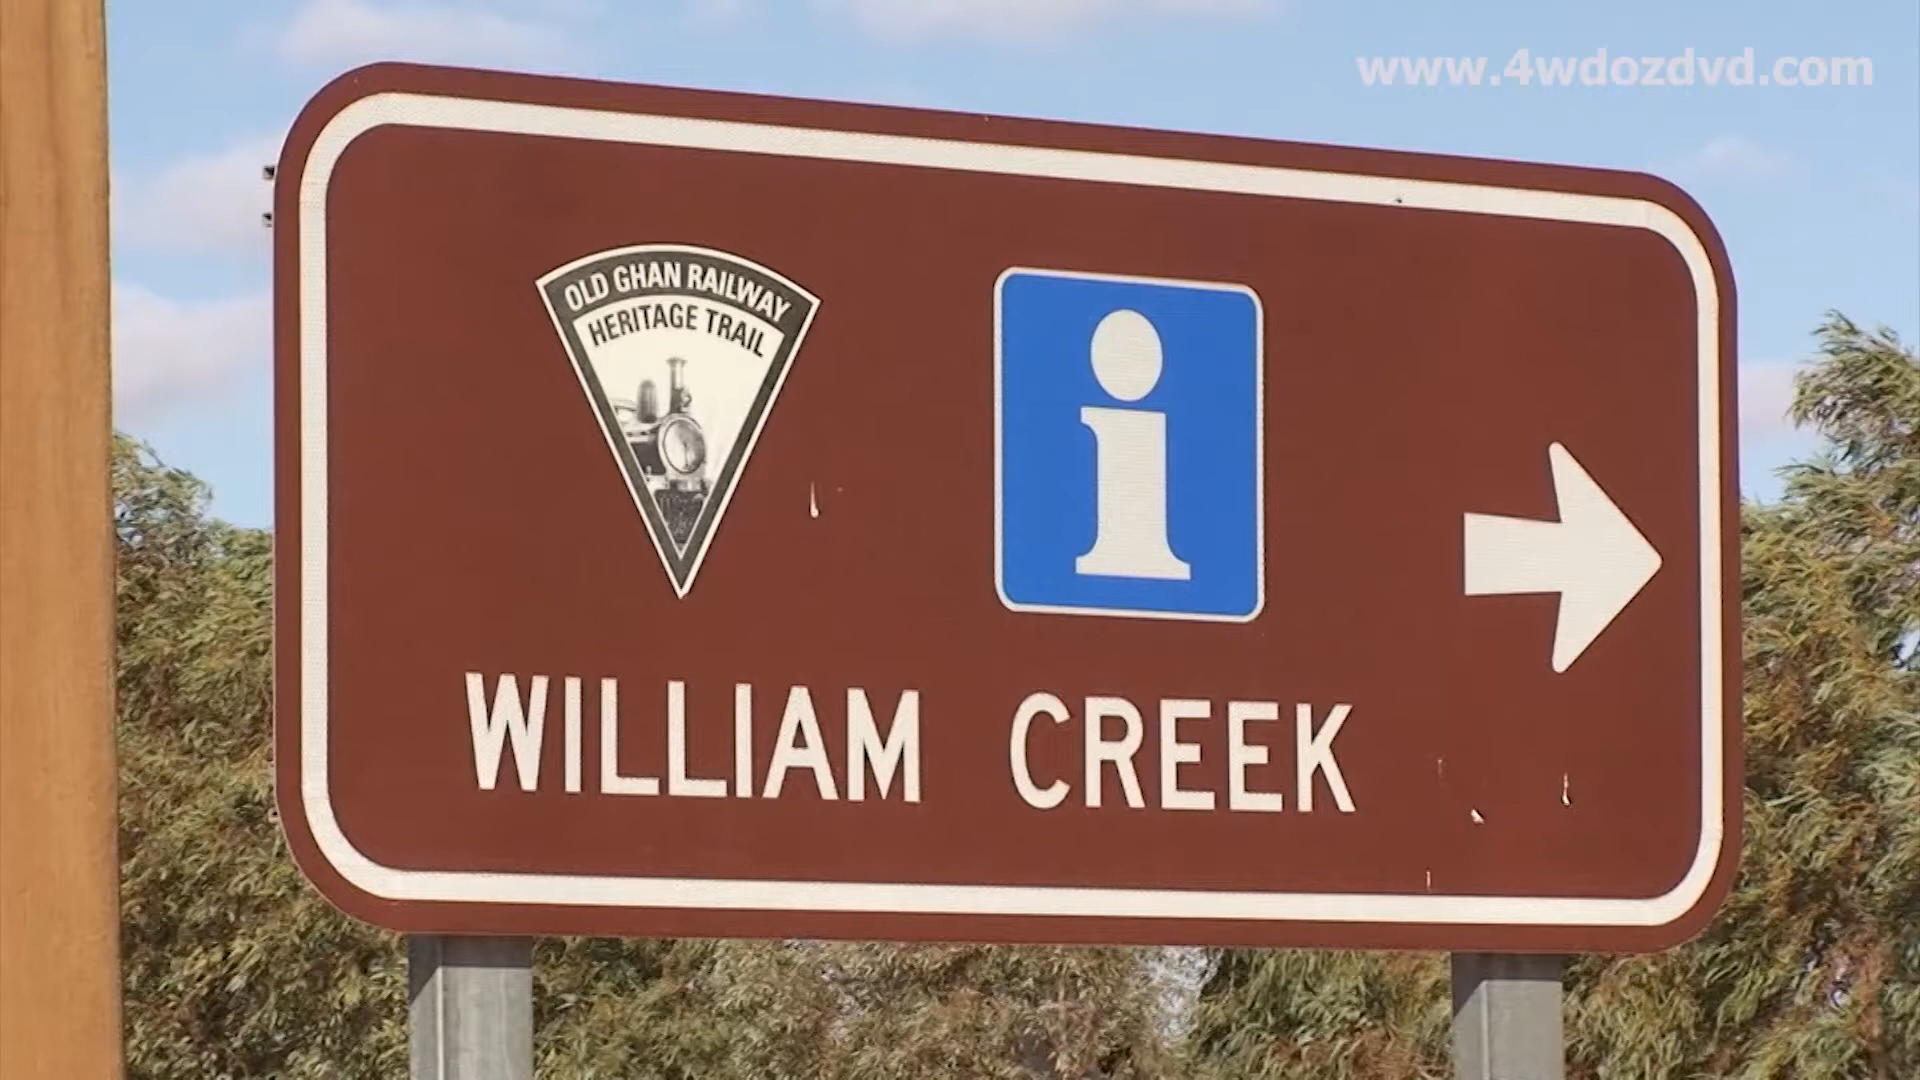 www.4wdozdvd.com
OLD GHAN RAILWAY
HERITAGE TRAIL
i
WILLIAM CREEK